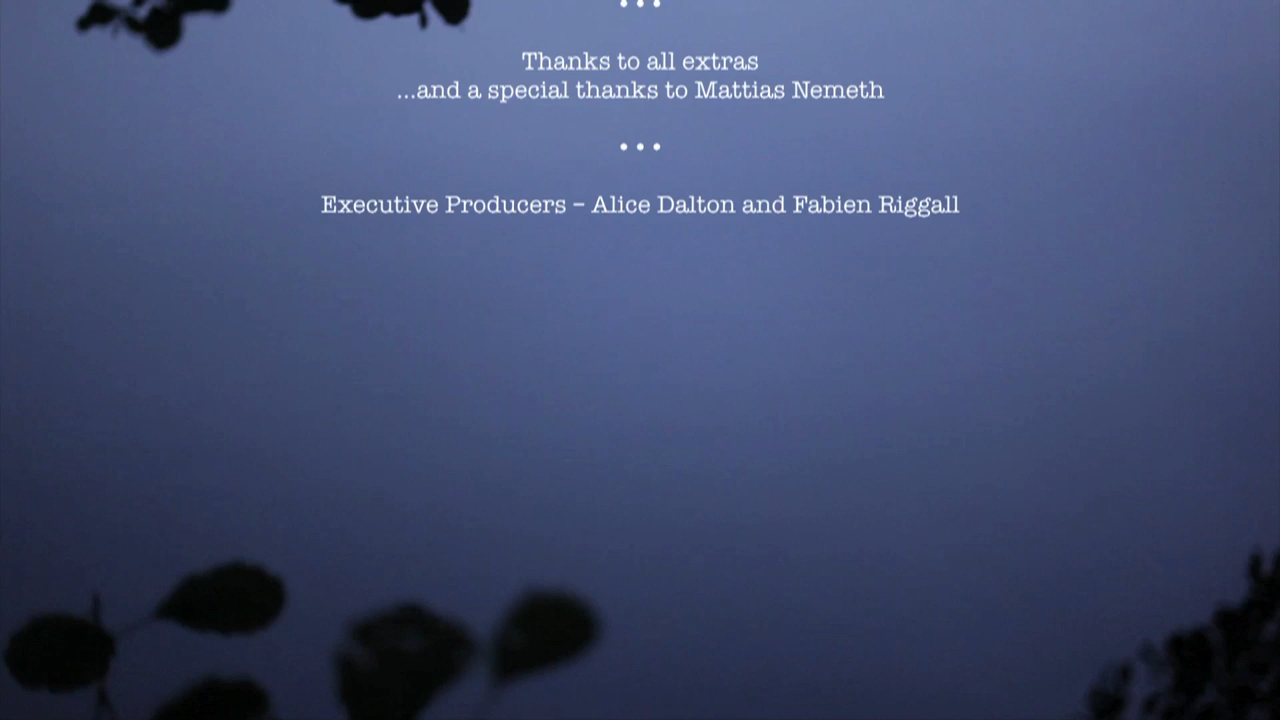 ...
Thanks to all extras
...and a special thanks to Mattias Nemeth
...
Executive Producers – Alice Dalton and Fabien Riggall